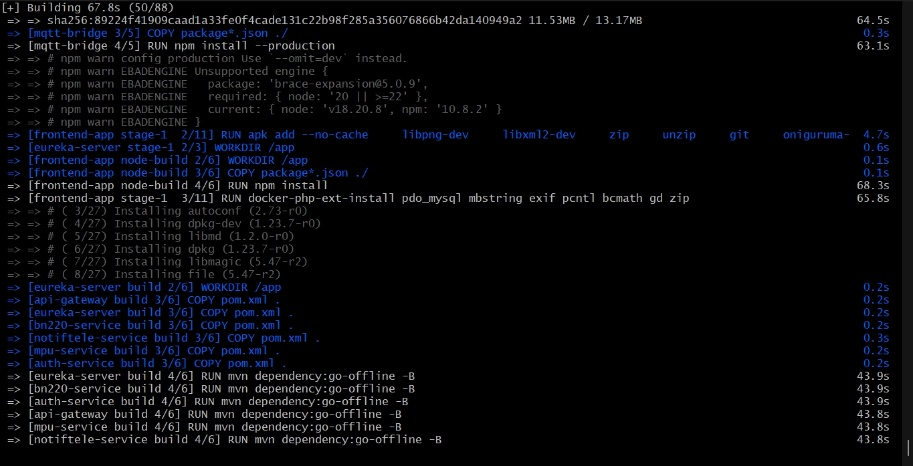 [+] Building 67.8s (50/88)
=> => sha256:89224f41909caad1a33fe0f4cade131c22b98f285a356076866b42da140949a2 11.53MB / 13.17MB 64.5s
=> [mqtt-bridge 3/5] COPY package*.json ./ 0.3s
=> [mqtt-bridge 4/5] RUN npm install --production 63.1s
=> => # npm warn config production Use `--omit=dev` instead.
=> => # npm warn EBADENGINE Unsupported engine {
=> => # npm warn EBADENGINE   package: 'brace-expansion@5.0.9',
=> => # npm warn EBADENGINE   required: { node: '20 || >=22' },
=> => # npm warn EBADENGINE   current: { node: 'v18.20.8', npm: '10.8.2' }
=> => # npm warn EBADENGINE }
=> [frontend-app stage-1  2/11] RUN apk add --no-cache     libpng-dev     libxml2-dev     zip     unzip     git     oniguruma- 4.7s
=> [eureka-server stage-1 2/3] WORKDIR /app 0.6s
=> [frontend-app node-build 2/6] WORKDIR /app 0.1s
=> [frontend-app node-build 3/6] COPY package*.json ./ 0.1s
=> [frontend-app node-build 4/6] RUN npm install 68.3s
=> [frontend-app stage-1  3/11] RUN docker-php-ext-install pdo_mysql mbstring exif pcntl bcmath gd zip 65.8s
=> => # ( 3/27) Installing autoconf (2.73-r0)
=> => # ( 4/27) Installing dpkg-dev (1.23.7-r0)
=> => # ( 5/27) Installing libmd (1.2.0-r0)
=> => # ( 6/27) Installing dpkg (1.23.7-r0)
=> => # ( 7/27) Installing libmagic (5.47-r2)
=> => # ( 8/27) Installing file (5.47-r2)
=> [eureka-server build 2/6] WORKDIR /app 0.2s
=> [api-gateway build 3/6] COPY pom.xml . 0.2s
=> [eureka-server build 3/6] COPY pom.xml . 0.2s
=> [bn220-service build 3/6] COPY pom.xml . 0.2s
=> [notiftele-service build 3/6] COPY pom.xml . 0.3s
=> [mpu-service build 3/6] COPY pom.xml . 0.2s
=> [auth-service build 3/6] COPY pom.xml . 0.2s
=> [eureka-server build 4/6] RUN mvn dependency:go-offline -B 43.9s
=> [bn220-service build 4/6] RUN mvn dependency:go-offline -B 43.9s
=> [auth-service build 4/6] RUN mvn dependency:go-offline -B 43.9s
=> [api-gateway build 4/6] RUN mvn dependency:go-offline -B 43.8s
=> [mpu-service build 4/6] RUN mvn dependency:go-offline -B 43.8s
=> [notiftele-service build 4/6] RUN mvn dependency:go-offline -B 43.8s